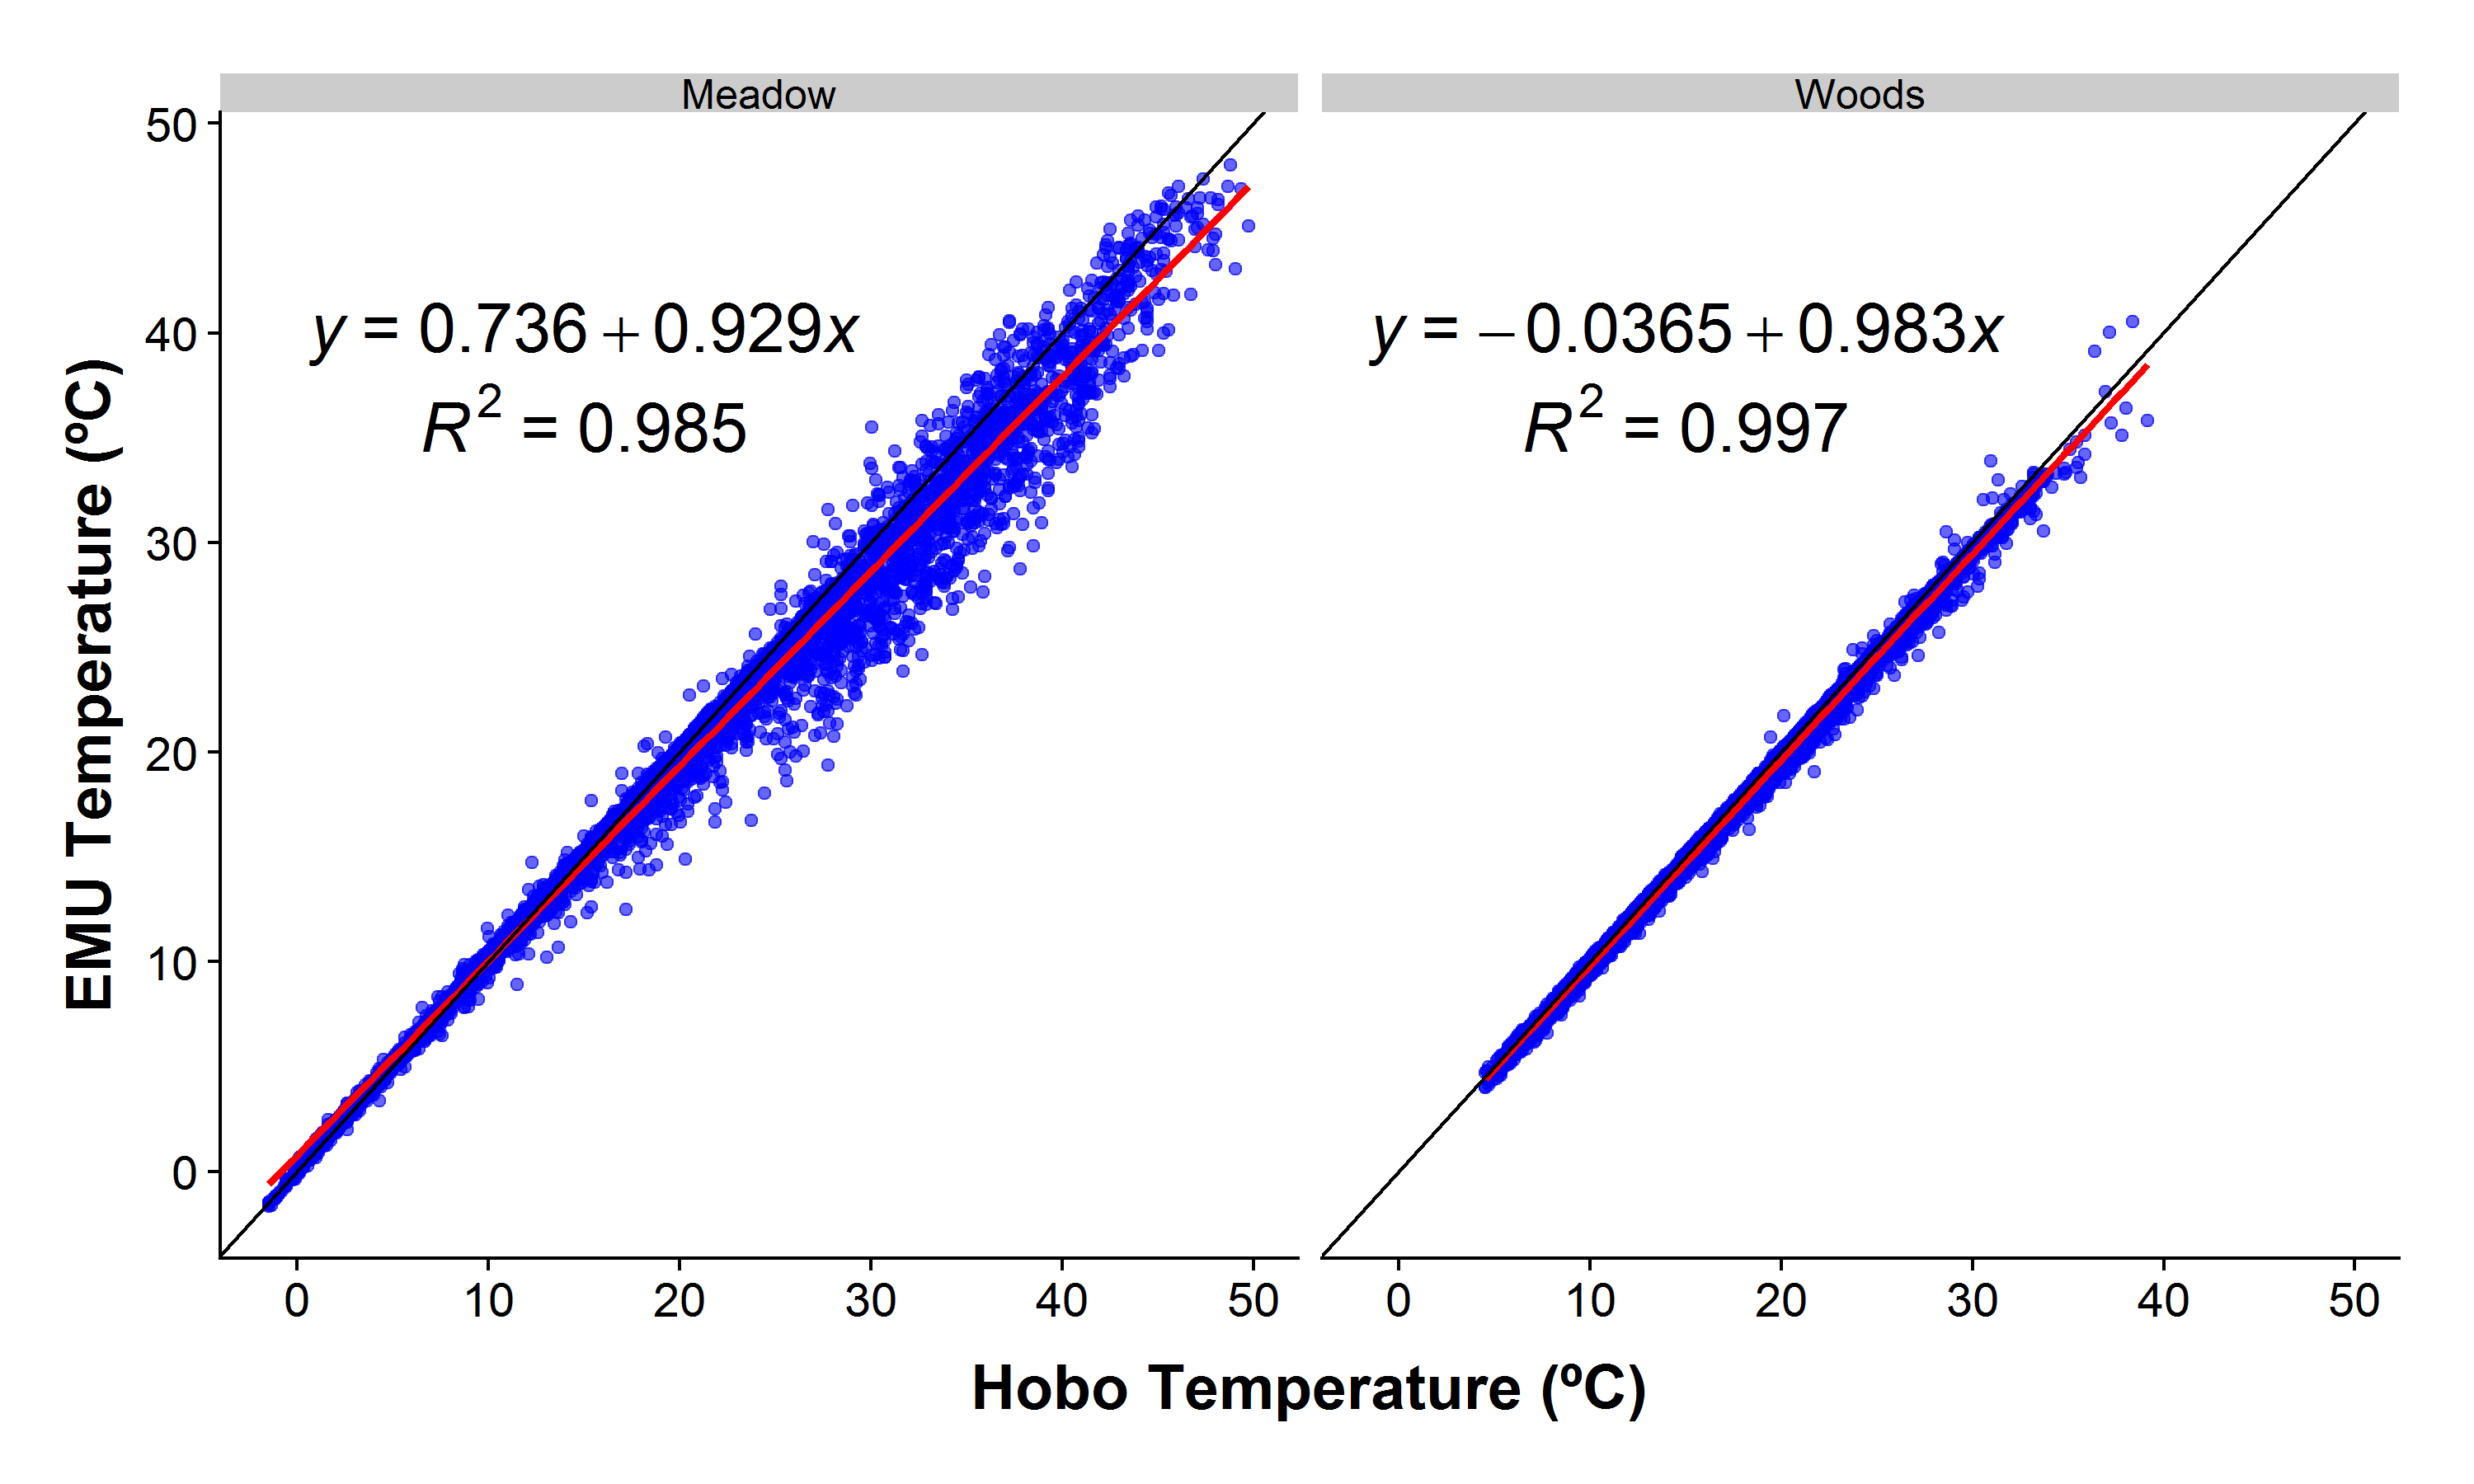 Meadow
Woods
50
40
30
20
10
0
EMU Temperature (ºC)
y = 0.736 + 0.929x
R² = 0.985
y = −0.0365 + 0.983x
R² = 0.997
0 10 20 30 40 50
0 10 20 30 40 50
Hobo Temperature (ºC)